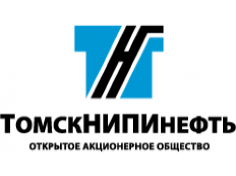 ТомскНИПИнефть
ОТКРЫТОЕ АКЦИОНЕРНОЕ ОБЩЕСТВО